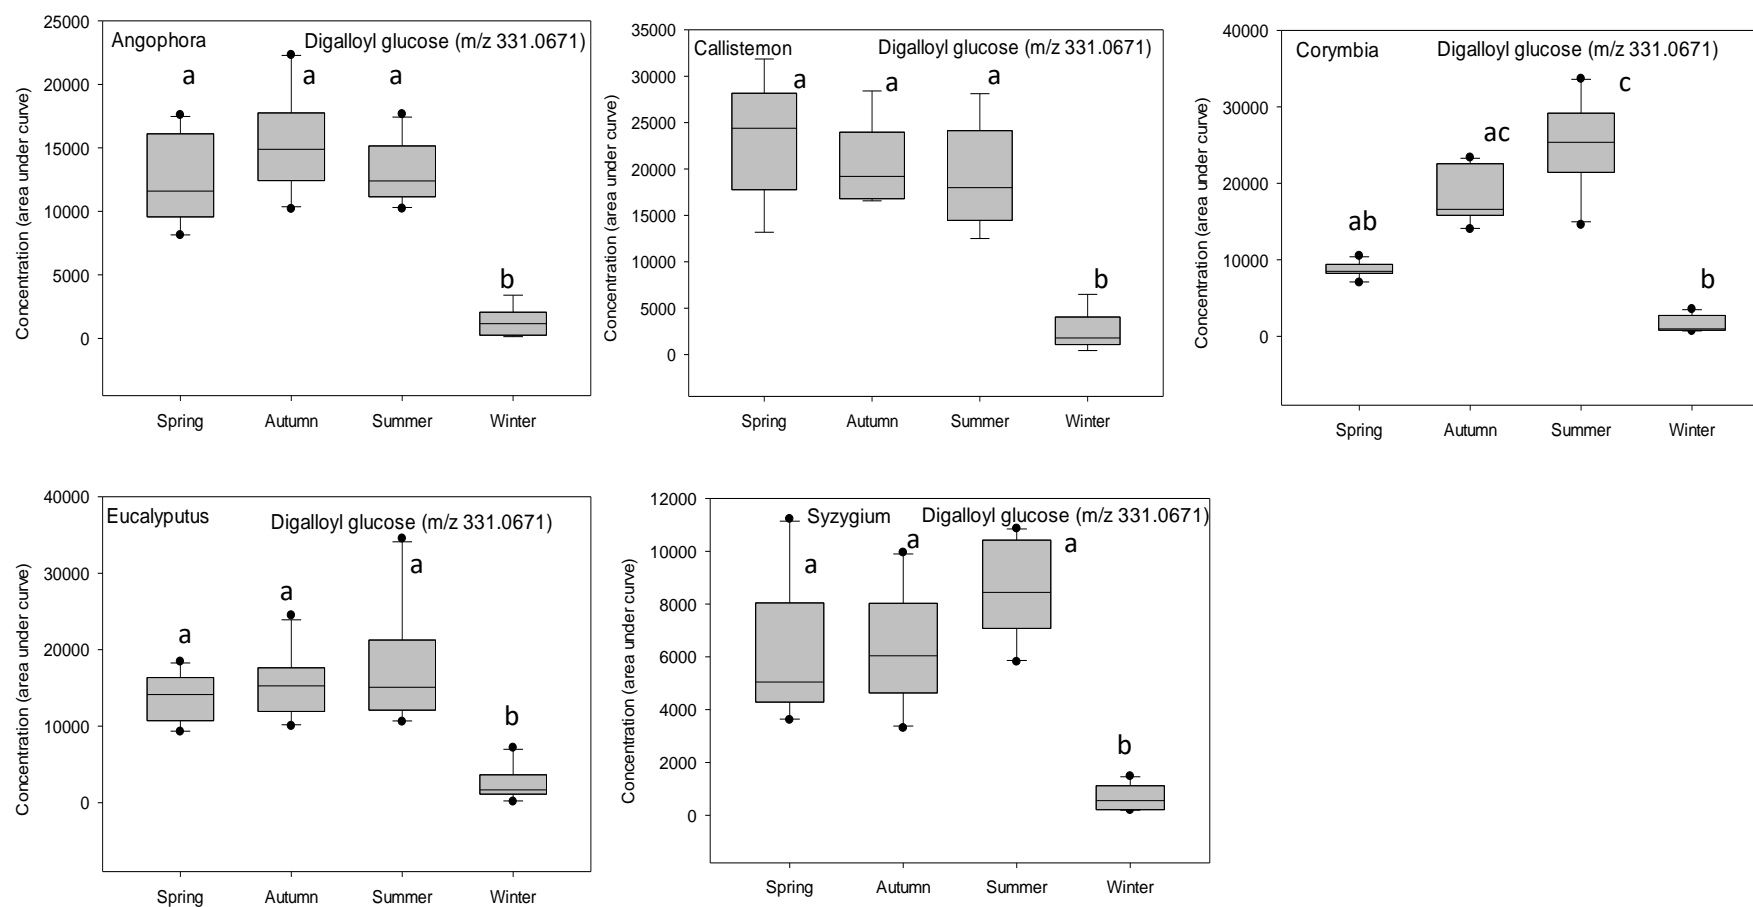 Angophora
Digalloyl glucose (m/z 331.0671)
Concentration (area under curve)
25000
20000
15000
10000
5000
0
a
a
a
b
Spring
Autumn
Summer
Winter
Callistemon
Digalloyl glucose (m/z 331.0671)
Concentration (area under curve)
35000
30000
25000
20000
15000
10000
5000
0
a
a
a
b
Spring
Autumn
Summer
Winter
Corymbia
Digalloyl glucose (m/z 331.0671)
Concentration (area under curve)
40000
30000
20000
10000
0
ab
ac
c
b
Spring
Autumn
Summer
Winter
Eucalyputus
Digalloyl glucose (m/z 331.0671)
Concentration (area under curve)
40000
30000
20000
10000
0
a
a
a
b
Spring
Autumn
Summer
Winter
Syzygium
Digalloyl glucose (m/z 331.0671)
Concentration (area under curve)
12000
10000
8000
6000
4000
2000
0
a
a
a
b
Spring
Autumn
Summer
Winter